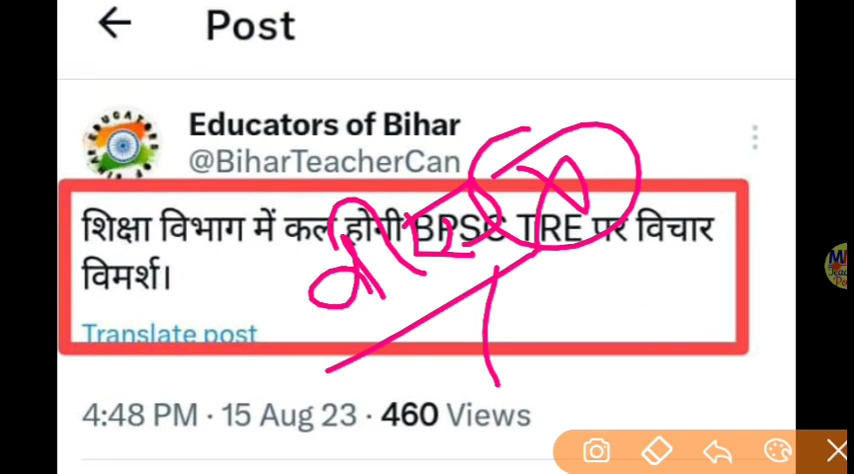 Post
Educators of Bihar
@BiharTeacherCan
शिक्षा विभाग में कल होगी BPSC TRE पर विचार
विमर्श।
Translate post
4:48 PM · 15 Aug 23 · 460 Views